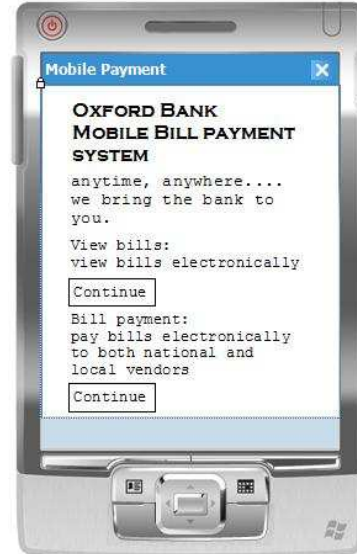 Mobile Payment
OXFORD BANK
MOBILE BILL PAYMENT
SYSTEM
anytime, anywhere....
we bring the bank to
you.
View bills:
view bills electronically
Continue
Bill payment:
pay bills electronically
to both national and
local vendors
Continue